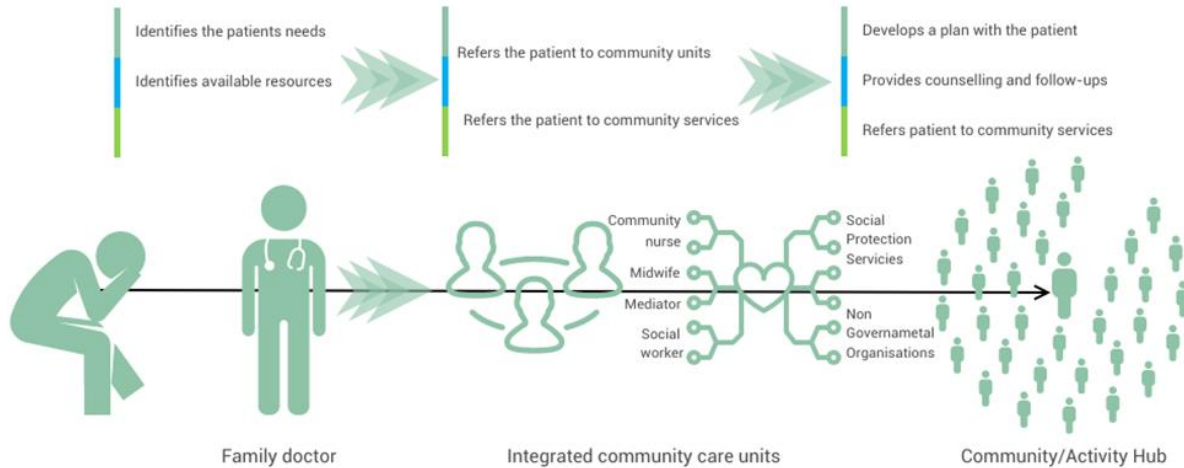 Identifies the patients needs
Identifies available resources
Refers the patient to community units
Refers the patient to community services
Develops a plan with the patient
Provides counselling and follow-ups
Refers patient to community services
Community
nurse
Midwife
Mediator
Social
worker
Social
Protection
Servicies
Non
Governametal
Organisations
Family doctor
Integrated community care units
Community/Activity Hub